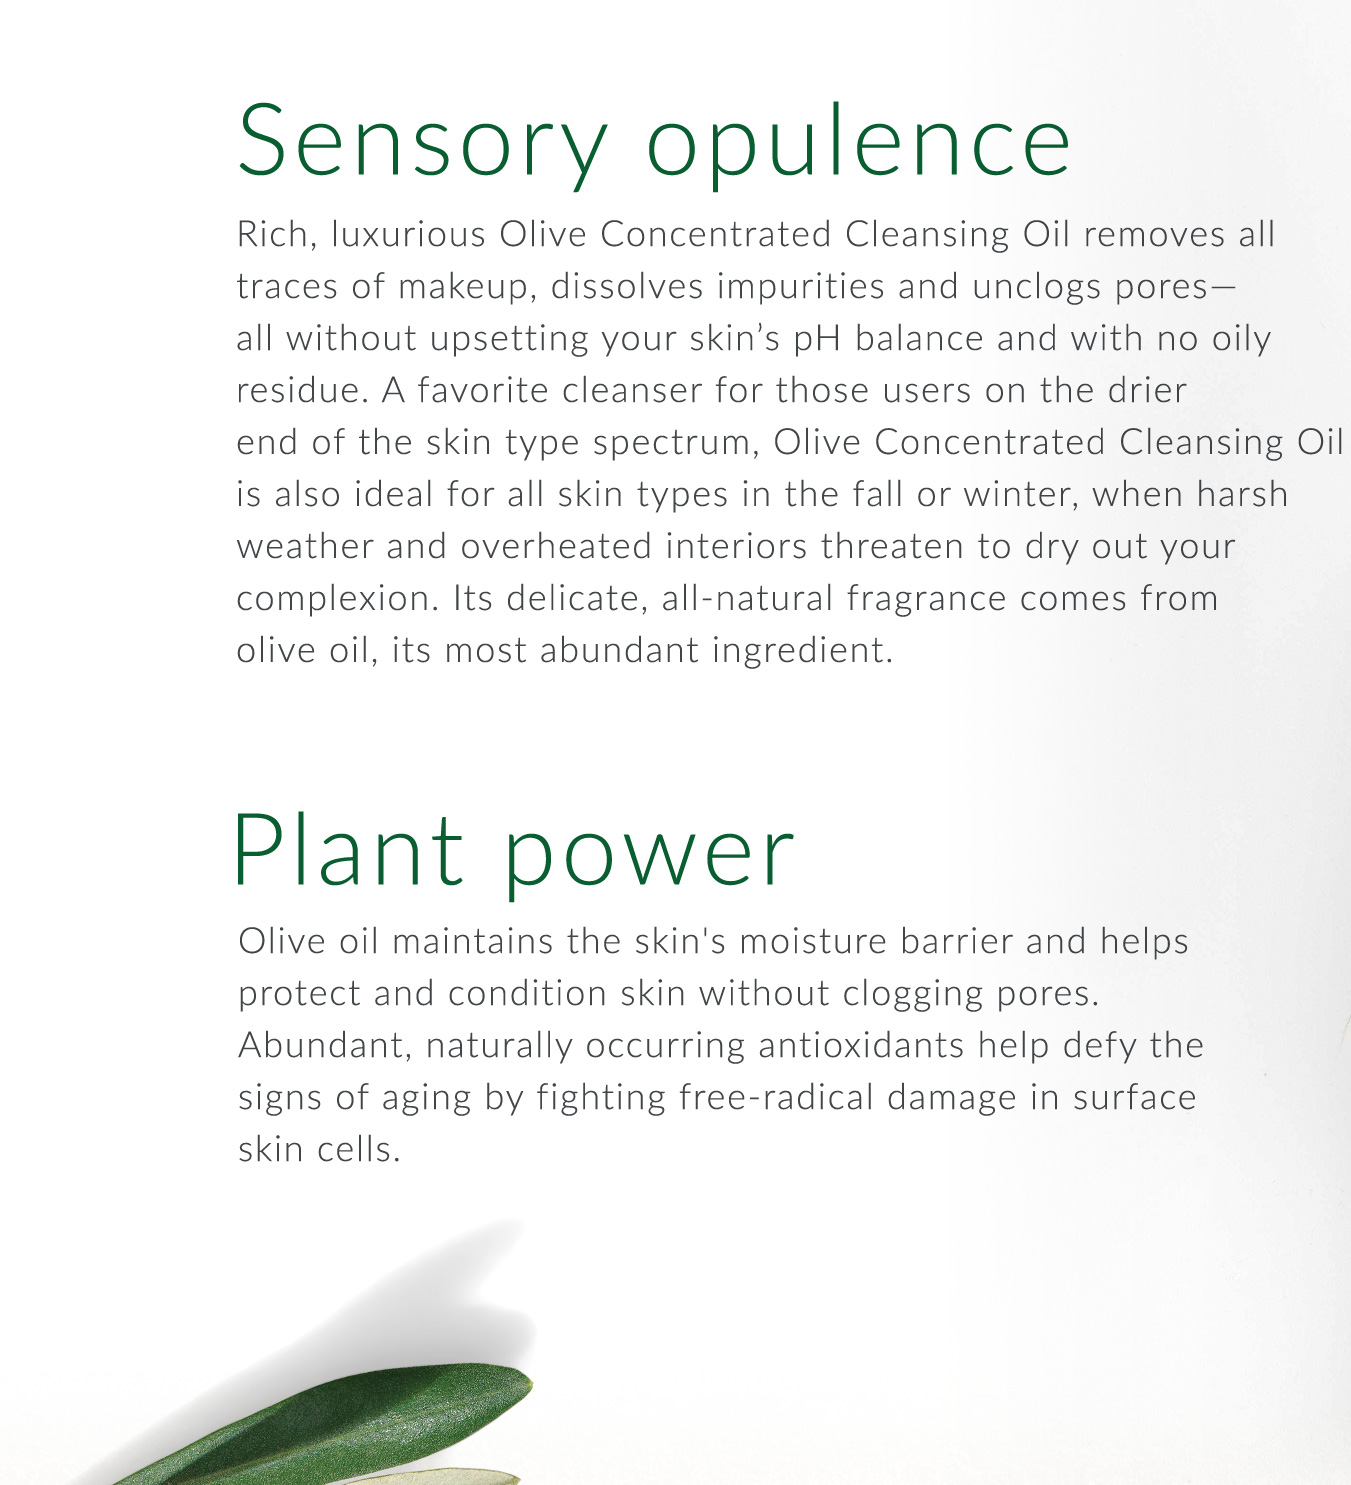 Sensory opulence
Rich, luxurious Olive Concentrated Cleansing Oil removes all
traces of makeup, dissolves impurities and unclogs pores—
all without upsetting your skin’s pH balance and with no oily
residue. A favorite cleanser for those users on the drier
end of the skin type spectrum, Olive Concentrated Cleansing Oil
is also ideal for all skin types in the fall or winter, when harsh
weather and overheated interiors threaten to dry out your
complexion. Its delicate, all-natural fragrance comes from
olive oil, its most abundant ingredient.
Plant power
Olive oil maintains the skin's moisture barrier and helps
protect and condition skin without clogging pores.
Abundant, naturally occurring antioxidants help defy the
signs of aging by fighting free-radical damage in surface
skin cells.